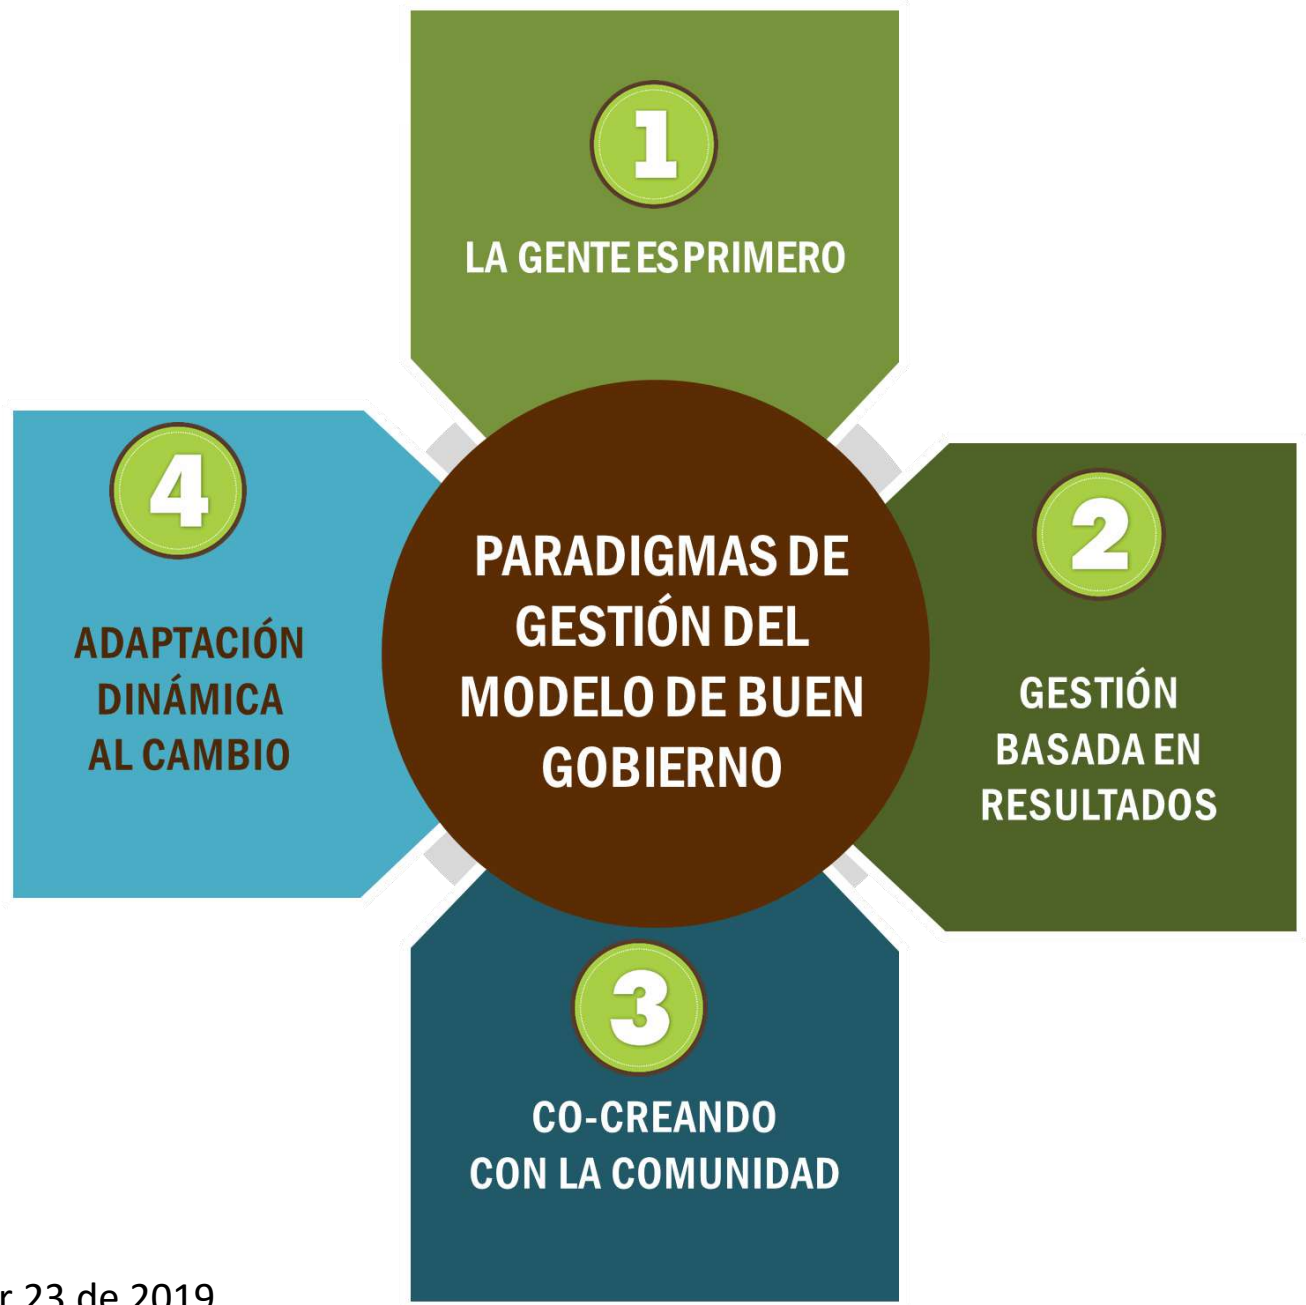 1
LA GENTE ES PRIMERO
4
ADAPTACIÓN
DINÁMICA
AL CAMBIO
PARADIGMAS DE
GESTIÓN DEL
MODELO DE BUEN
GOBIERNO
2
GESTIÓN
BASADA EN
RESULTADOS
3
CO-CREANDO
CON LA COMUNIDAD
23 de 2019